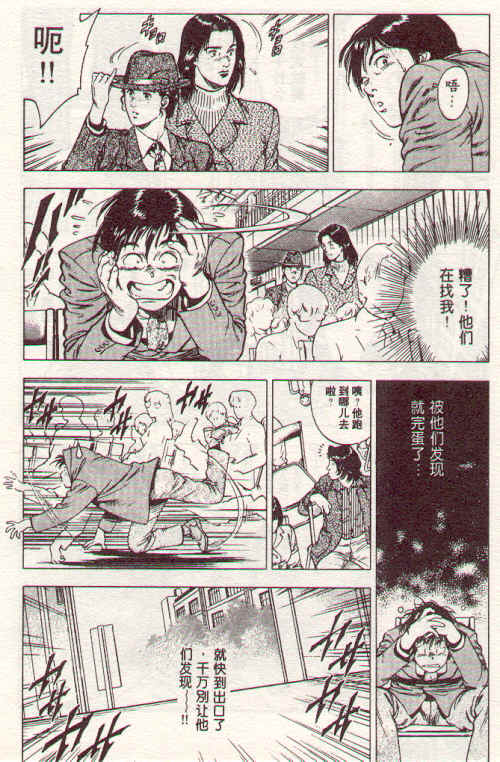 唔…
呃!!
糟了！他们
在找我！
被他们发现
就完蛋了…
咦？他跑
到哪儿去
啦？
就快到出口了
．千万別让他
们发现～～!!